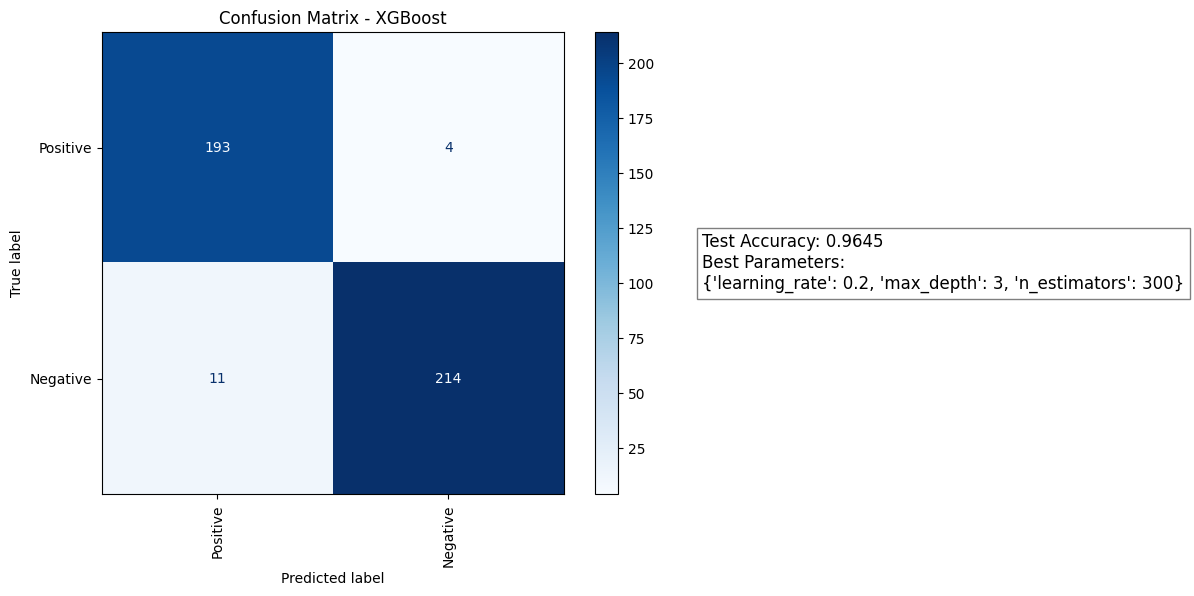 Confusion Matrix - XGBoost
True label
Positive
Negative
193
4
11
214
Positive
Negative
Predicted label
200
175
150
125
100
75
50
25
Test Accuracy: 0.9645
Best Parameters:
{'learning_rate': 0.2, 'max_depth': 3, 'n_estimators': 300}